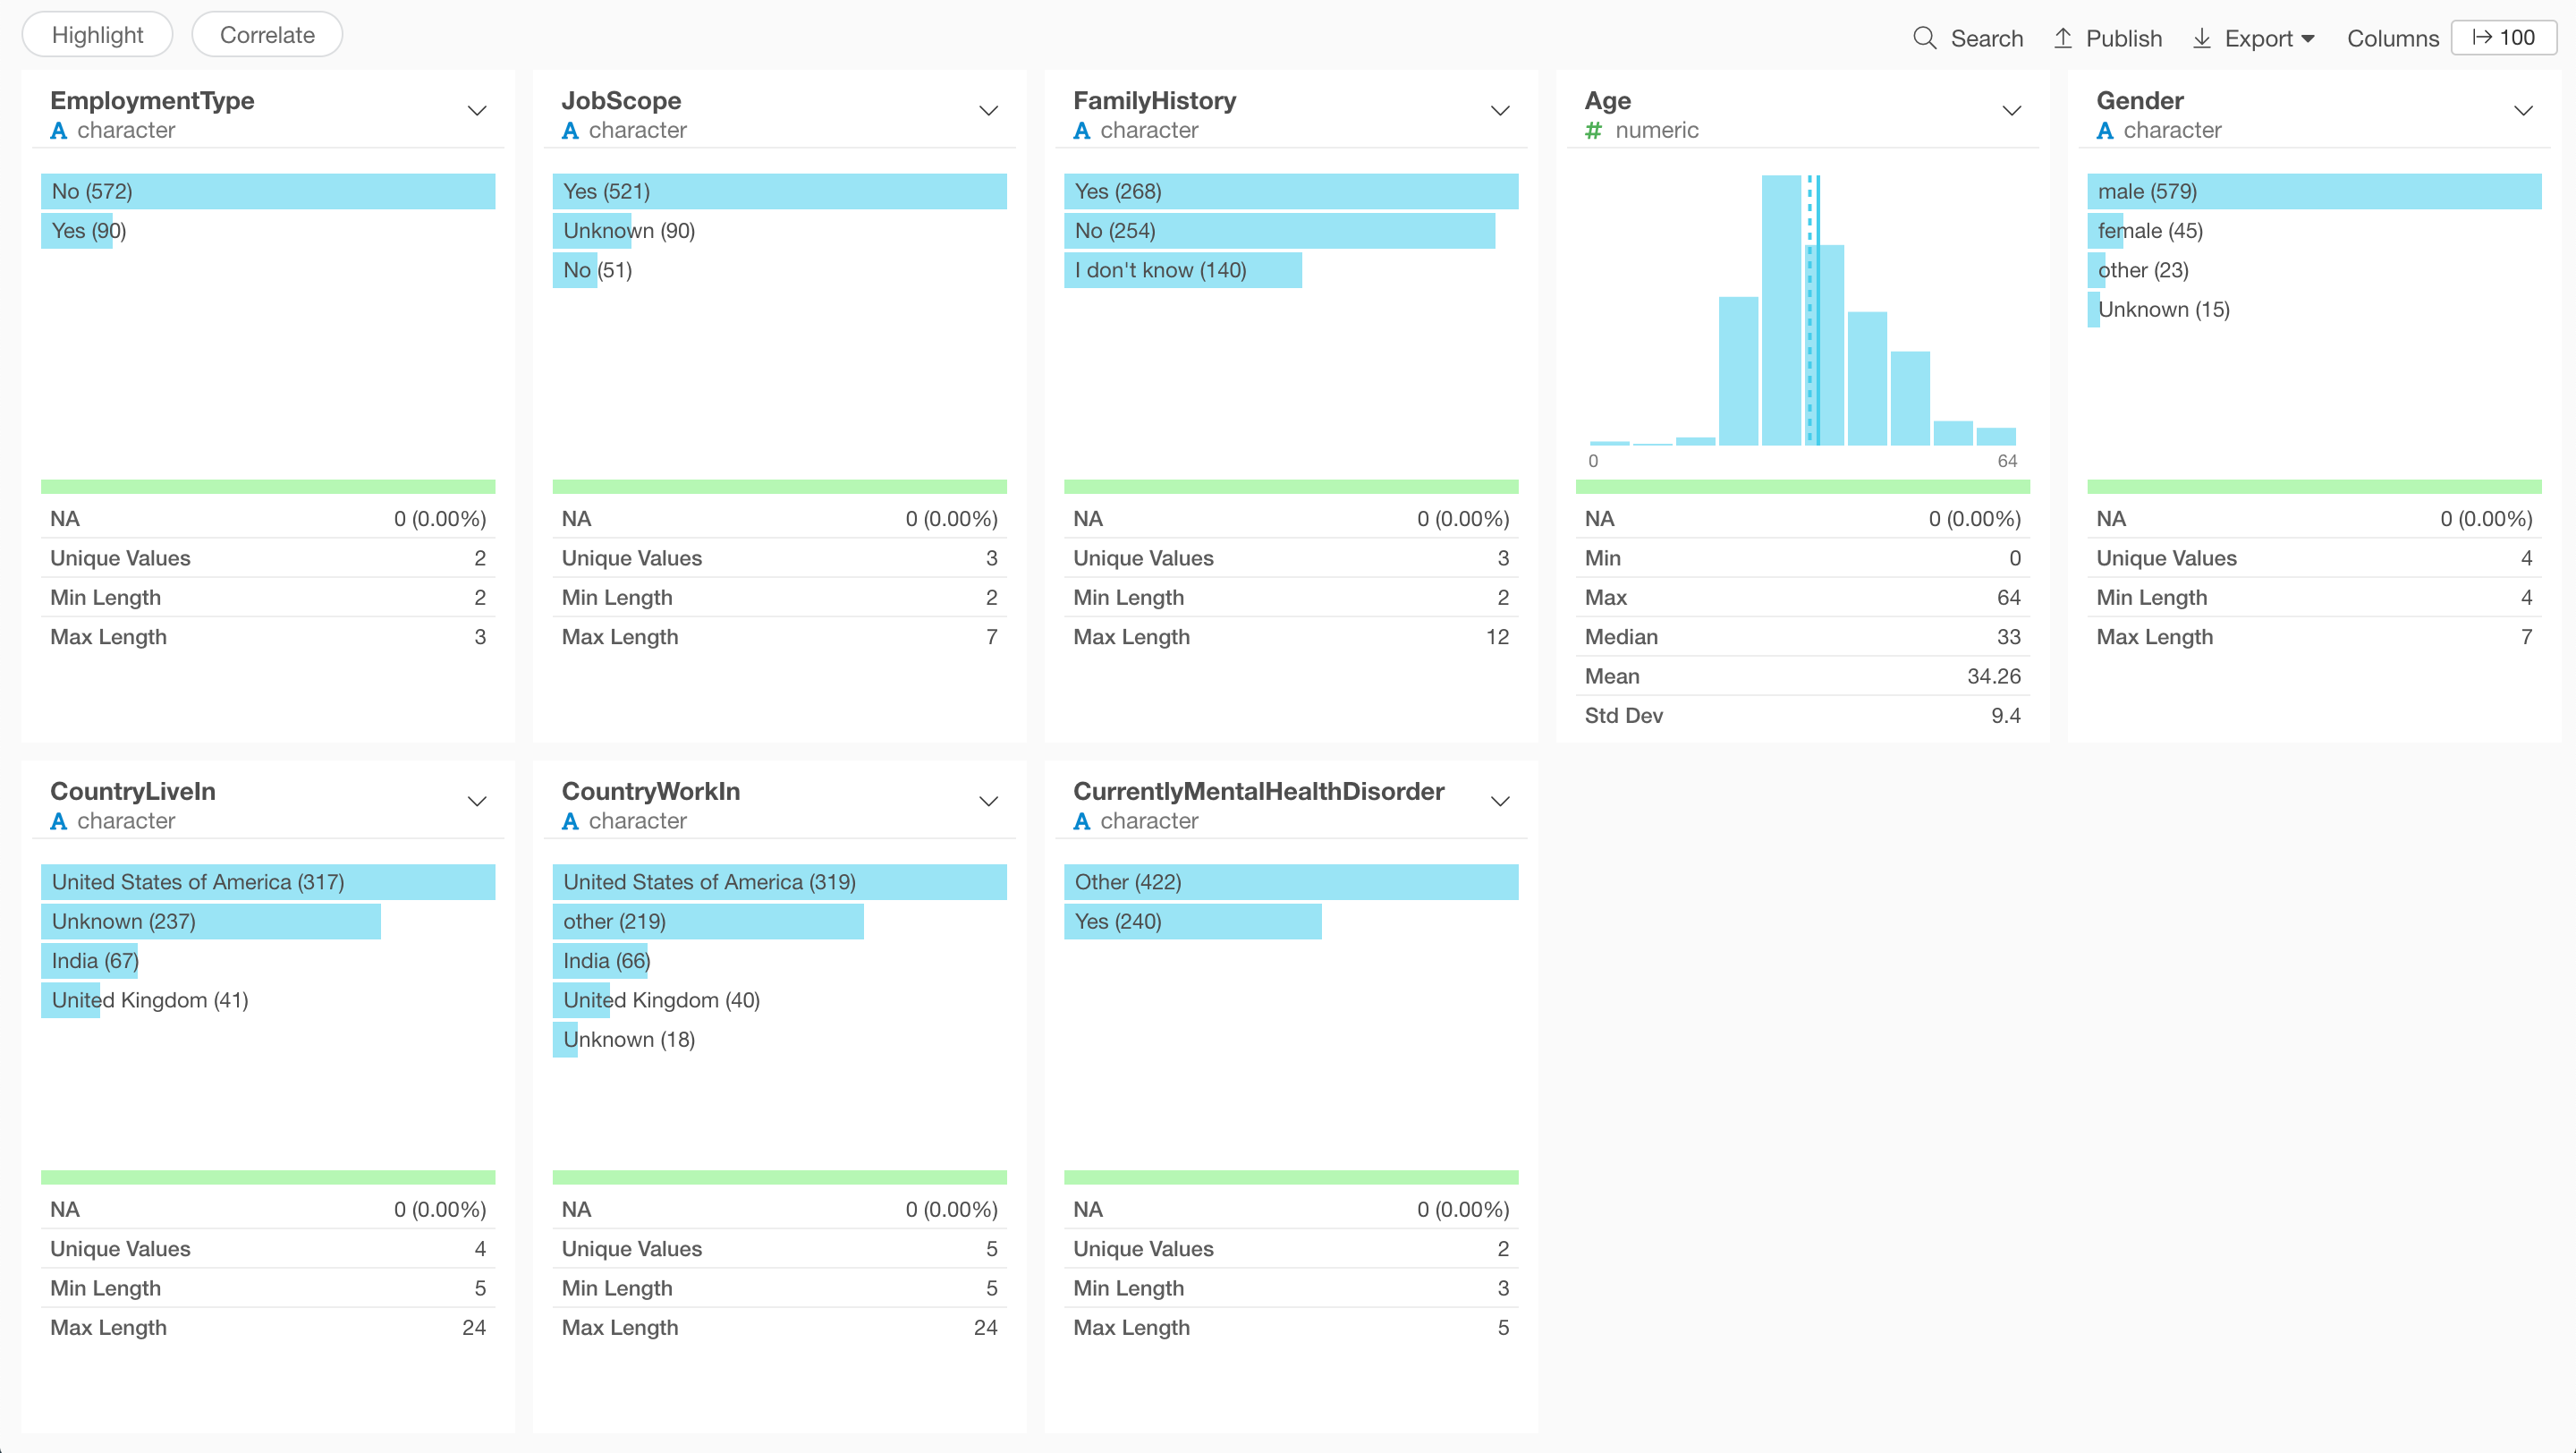 Highlight
Correlate
Search
Publish
Export
Columns
100
EmploymentType
A character
No (572)
Yes (90)
NA 0 (0.00%)
Unique Values 2
Min Length 2
Max Length 3
JobScope
A character
Yes (521)
Unknown (90)
No (51)
NA 0 (0.00%)
Unique Values 3
Min Length 2
Max Length 7
FamilyHistory
A character
Yes (268)
No (254)
I don't know (140)
NA 0 (0.00%)
Unique Values 3
Min Length 2
Max Length 12
Age
# numeric
0 64
NA 0 (0.00%)
Min 0
Max 64
Median 33
Mean 34.26
Std Dev 9.4
Gender
A character
male (579)
female (45)
other (23)
Unknown (15)
NA 0 (0.00%)
Unique Values 4
Min Length 4
Max Length 7
CountryLiveIn
A character
United States of America (317)
Unknown (237)
India (67)
United Kingdom (41)
NA 0 (0.00%)
Unique Values 4
Min Length 5
Max Length 24
CountryWorkIn
A character
United States of America (319)
other (219)
India (66)
United Kingdom (40)
Unknown (18)
NA 0 (0.00%)
Unique Values 5
Min Length 5
Max Length 24
CurrentlyMentalHealthDisorder
A character
Other (422)
Yes (240)
NA 0 (0.00%)
Unique Values 2
Min Length 3
Max Length 5